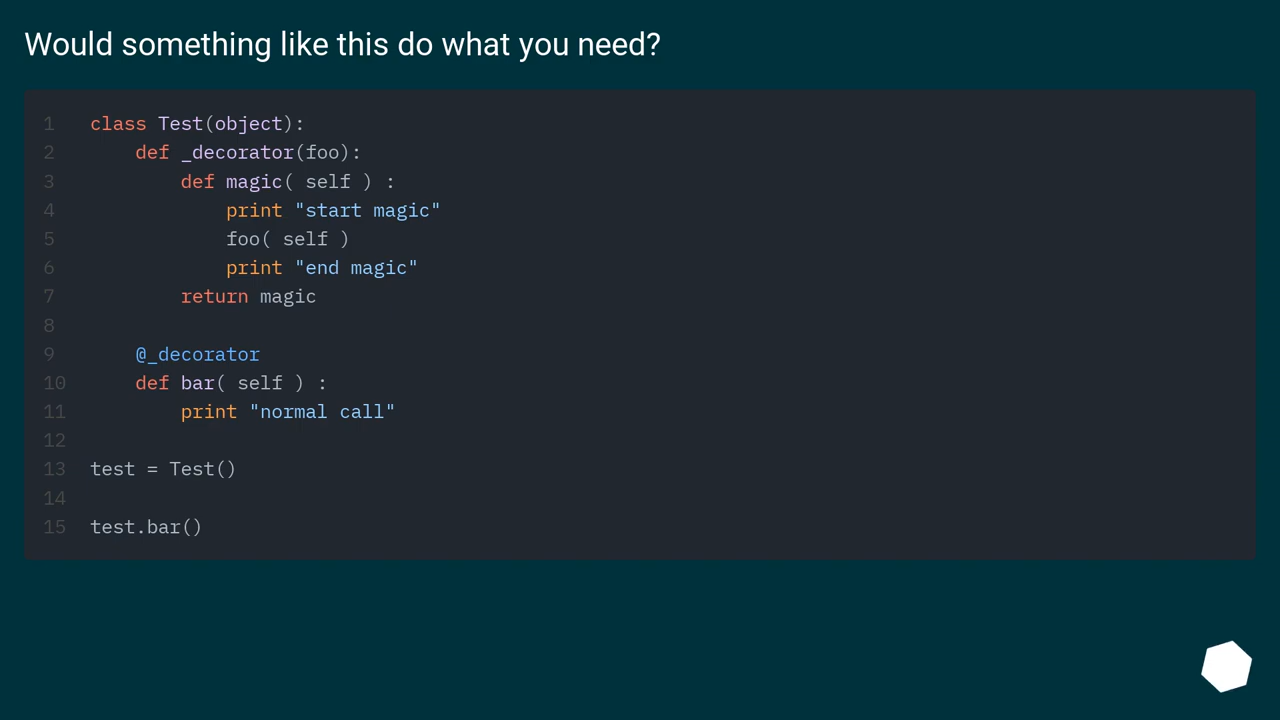 Would something like this do what you need?
1 class Test(object):
2     def _decorator(foo):
3         def magic( self ) :
4             print "start magic"
5             foo( self )
6             print "end magic"
7         return magic
8
9     @_decorator
10     def bar( self ) :
11         print "normal call"
12
13 test = Test()
14
15 test.bar()